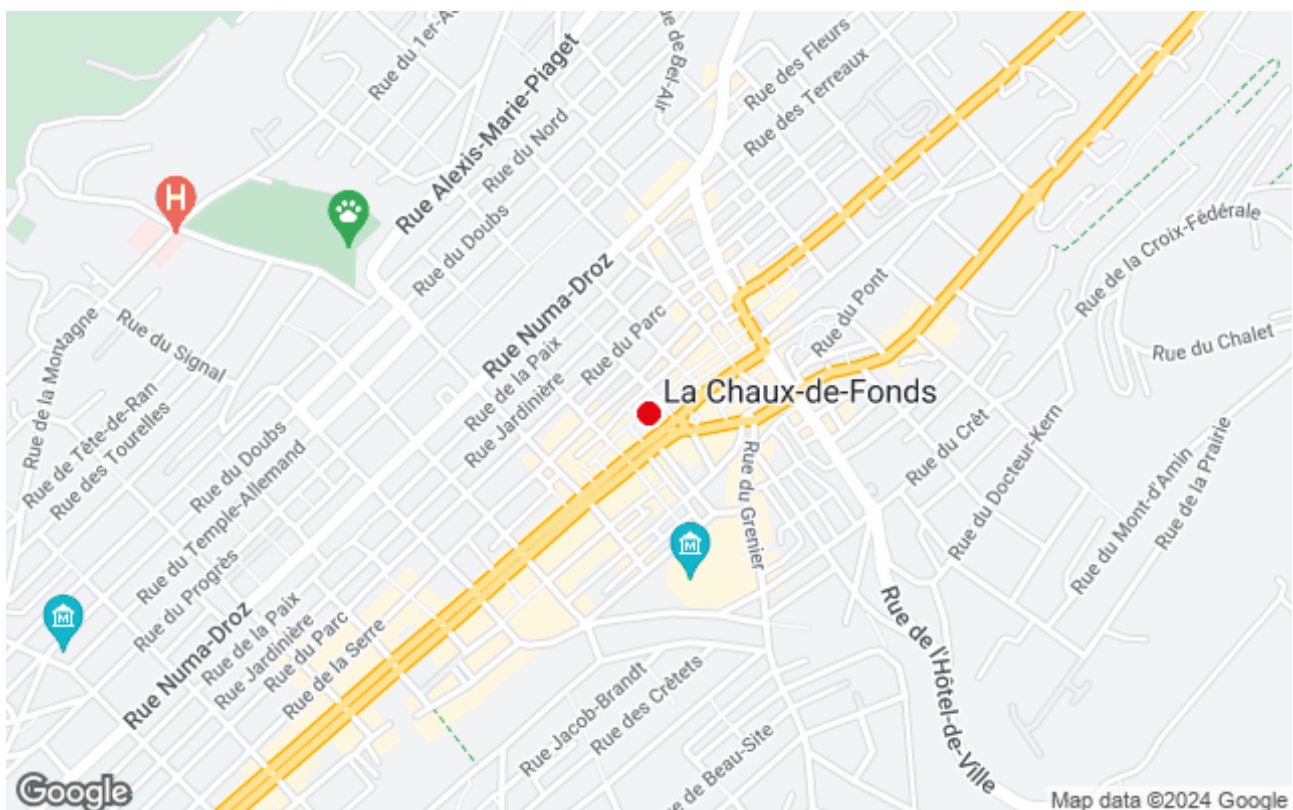 Rue du 1er-A
Rue Alexis-Marie-Piaget
Rue du Nord
e de Bel-Air
Rue des Fleurs
Rue des Terreaux
H
Rue du Doubs
Rue Numa-Droz
Rue de la Croix-Fédérale
Rue du Parc
Rue du Pont
Rue du Chalet
Rue de la Montagne
Rue du Signal
Rue de la Paix
Rue Jardinière
La Chaux-de-Fonds
Rue de Tête-de-Ran
Rue des Tourelles
Rue du Doubs
Rue du Temple-Allemand
Rue du Progrès
Rue du Crêt
Rue du Docteur-Kern
Rue du Grenier
Rue du Mont-d'Amin
Rue de la Prairie
M
M
Rue Numa-Droz
Rue de la Paix
Rue Jardinière
Rue du Parc
Rue de la Serre
Rue de l'Hôtel-de-Ville
Rue Jacob-Brandt
Rue des Crêtets
e de Beau-Site
Google
Map data ©2024 Google